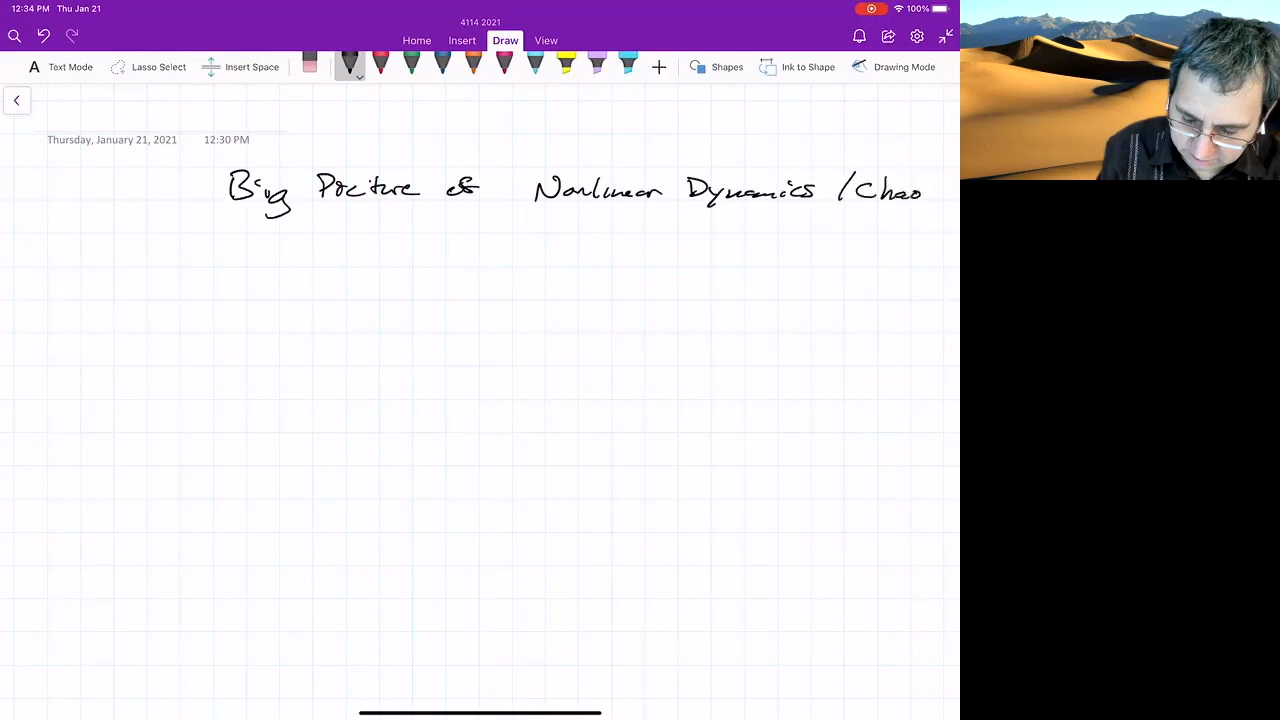 12:34 PM Thu Jan 21 100%
4114 2021
Home Insert Draw View
Text Mode Lasso Select Insert Space Shapes Ink to Shape Drawing Mode
Thursday, January 21, 2021 12:30 PM
Big Picture of Nonlinear Dynamics / Chao